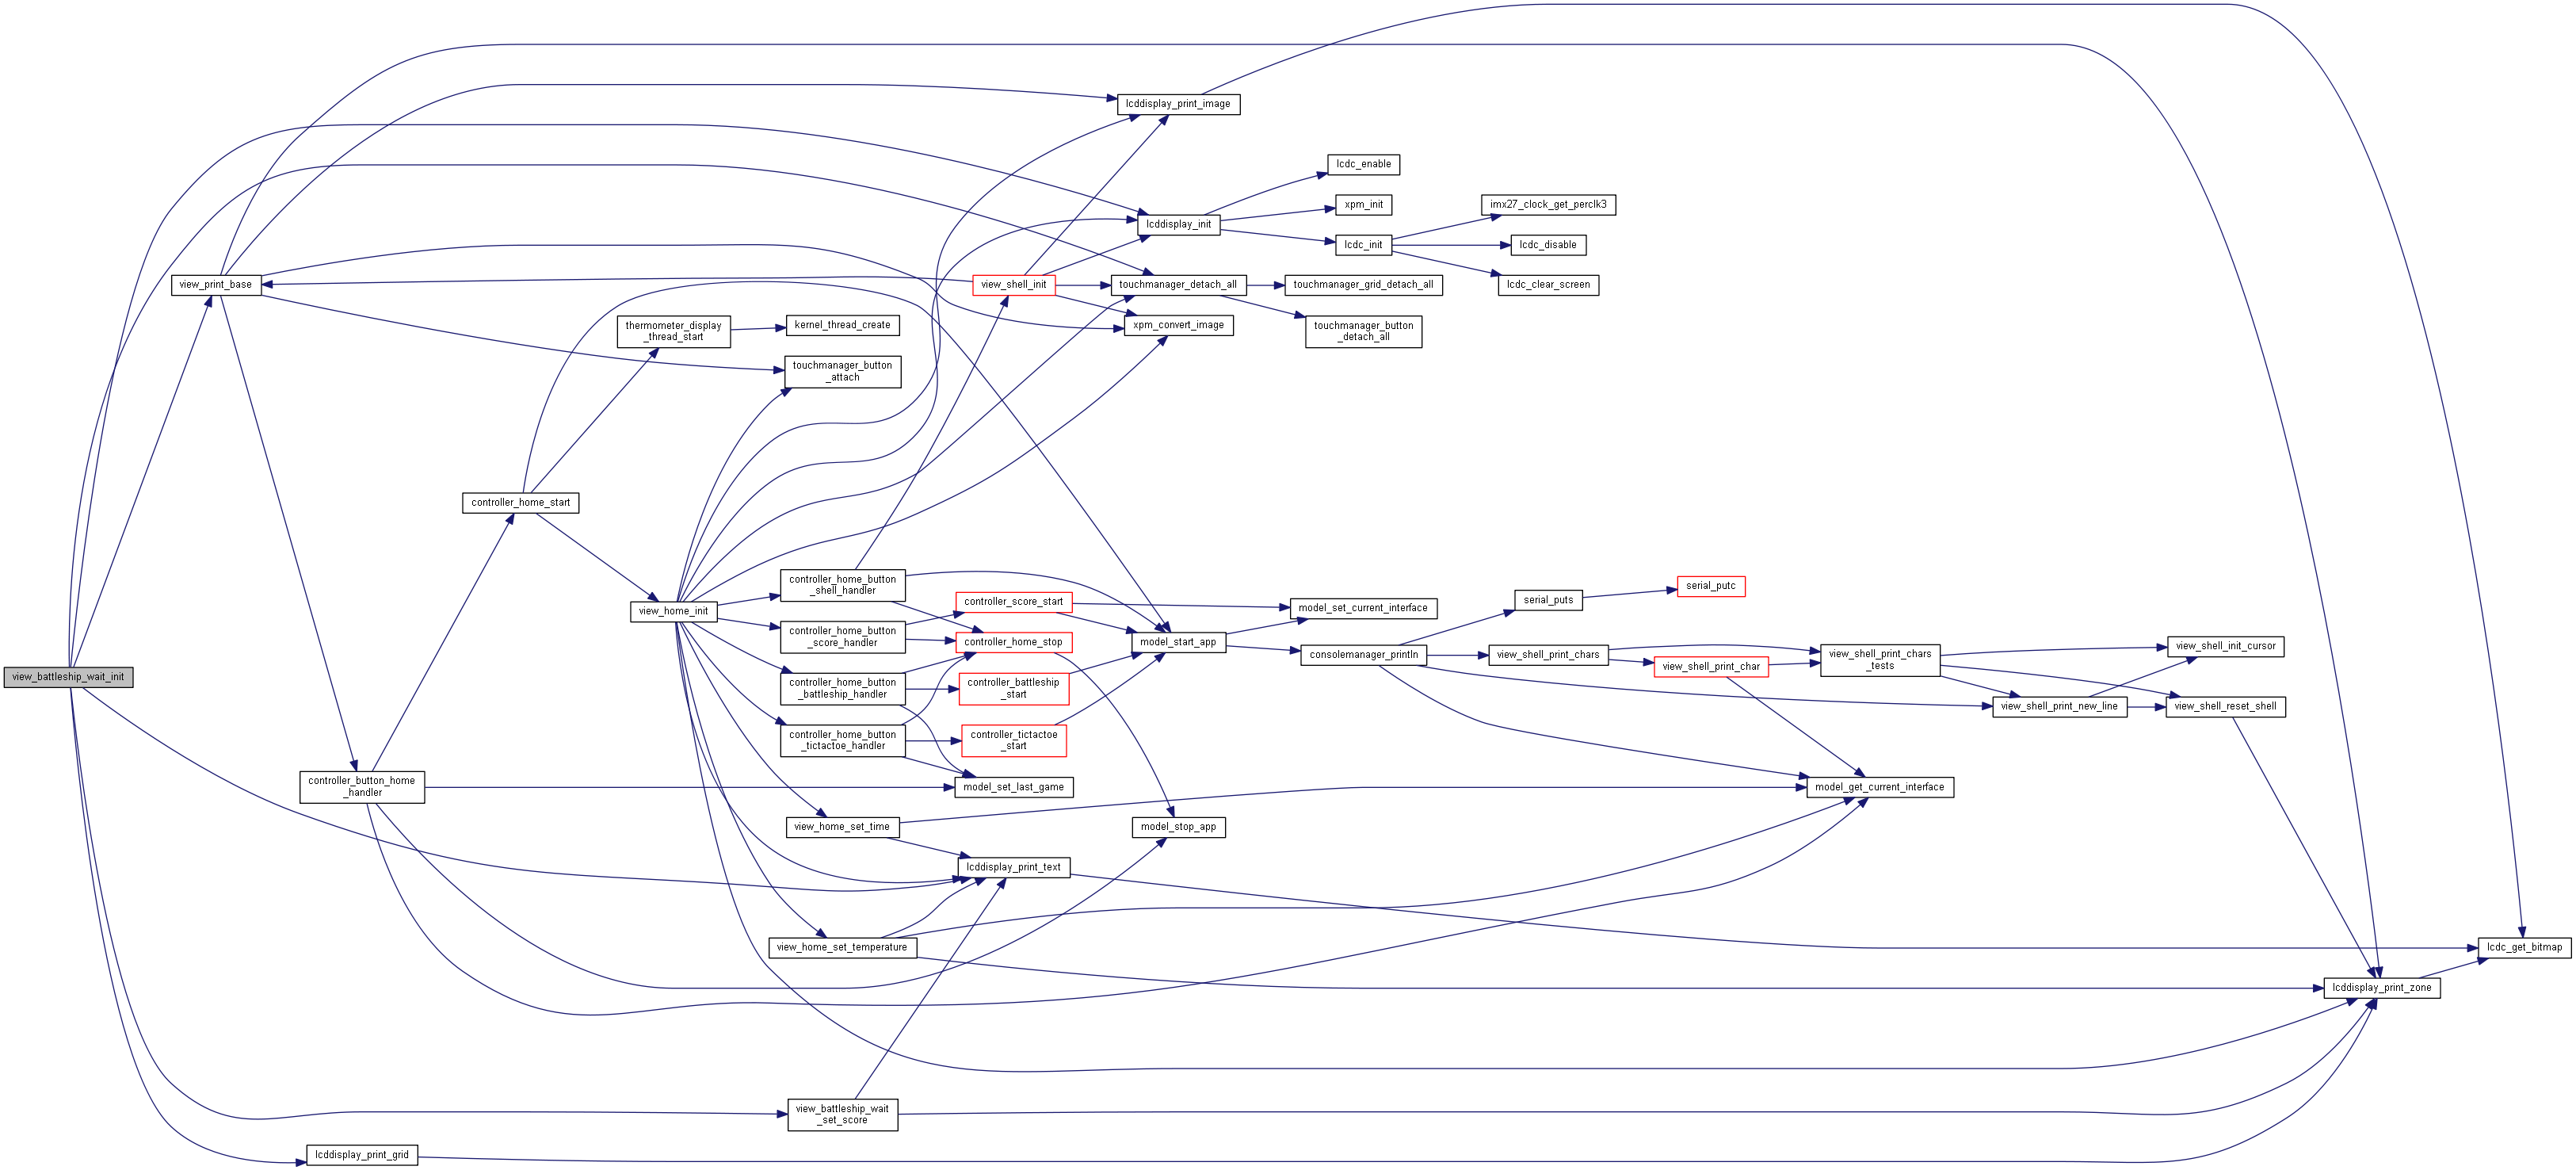 view_battleship_wait_init
view_print_base
controller_button_home
_handler
lcddisplay_print_grid
controller_home_start
thermometer_display
_thread_start
view_home_init
kernel_thread_create
touchmanager_button
_attach
controller_home_button
_shell_handler
controller_home_button
_score_handler
controller_home_button
_battleship_handler
controller_home_button
_tictactoe_handler
view_home_set_time
view_home_set_temperature
view_battleship_wait
_set_score
view_shell_init
controller_score_start
controller_home_stop
controller_battleship
_start
controller_tictactoe
_start
model_set_last_game
lcddisplay_print_text
lcddisplay_print_image
lcddisplay_init
touchmanager_detach_all
xpm_convert_image
model_start_app
model_stop_app
lcdc_enable
xpm_init
lcdc_init
touchmanager_grid_detach_all
touchmanager_button
_detach_all
model_set_current_interface
consolemanager_println
imx27_clock_get_perclk3
lcdc_disable
lcdc_clear_screen
serial_puts
view_shell_print_chars
serial_putc
view_shell_print_char
view_shell_print_chars
_tests
model_get_current_interface
view_shell_print_new_line
view_shell_init_cursor
view_shell_reset_shell
lcddisplay_print_zone
lcdc_get_bitmap